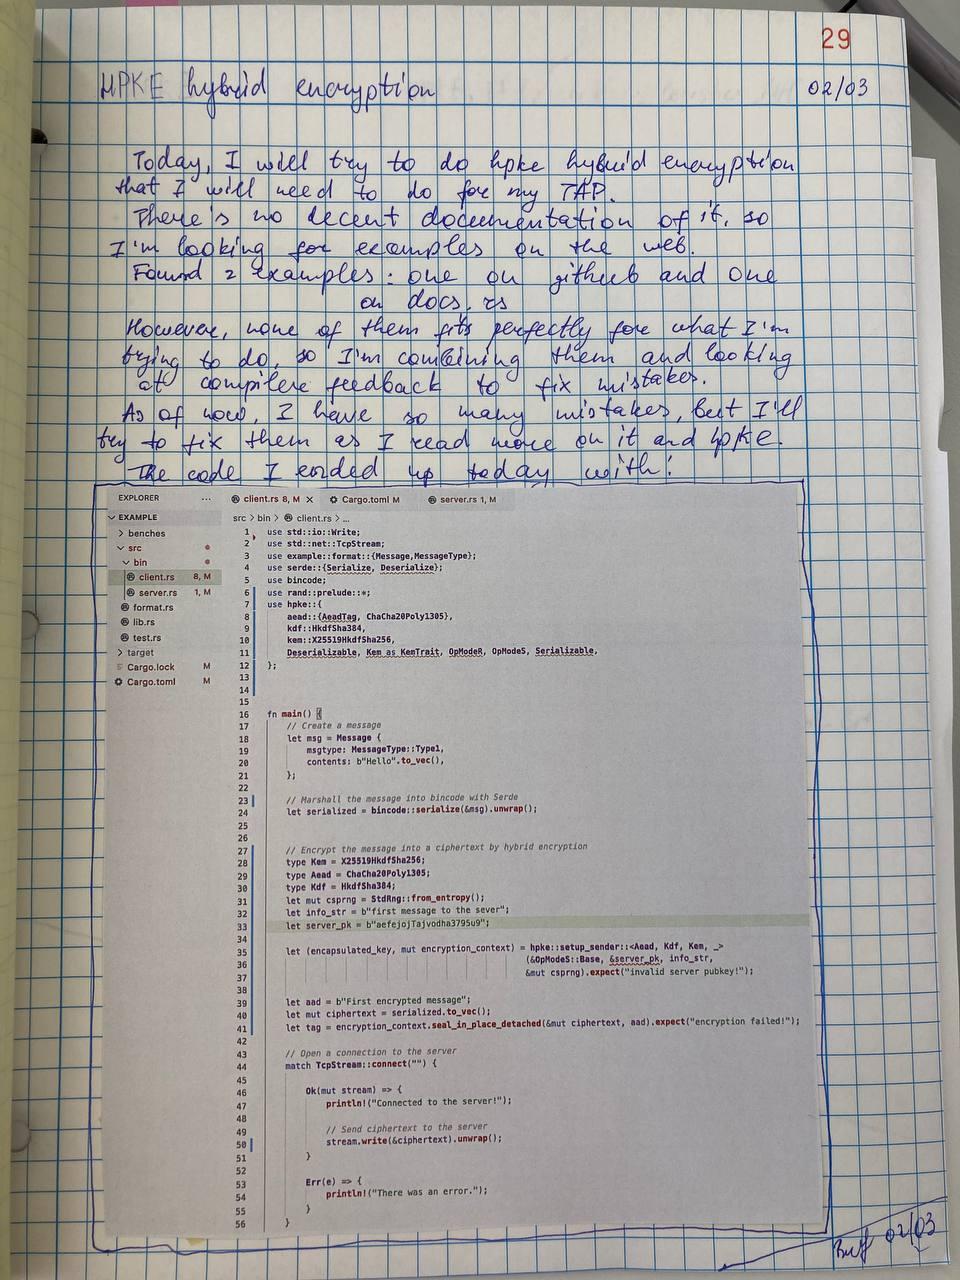 29
HPKE hybrid encryption 02/03
Today, I will try to do hpke hybrid encryption
that I will need to do for my TAP.
There's no decent documentation of it, so
I'm looking for examples on the web.
Found 2 examples: one on github and one
on docs.rs
However, none of them fits perfectly for what I'm
trying to do, so I'm combining them and looking
at compiler feedback to fix mistakes.
As of now, I have so many mistakes, but I'll
try to fix them as I read more on it and hpke.
The code I ended up today with:
EXPLORER ... client.rs 8, M × Cargo.toml M server.rs 1, M
EXAMPLE src > bin > client.rs > ...
benches
src
bin
client.rs 8, M
server.rs 1, M
format.rs
lib.rs
test.rs
target
Cargo.lock M
Cargo.toml M
1 use std::io::Write;
2 use std::net::TcpStream;
3 use example::format::{Message,MessageType};
4 use serde::{Serialize, Deserialize};
5 use bincode;
6 use rand::prelude::*;
7 use hpke::{
8 aead::{AeadTag, ChaCha20Poly1305},
9 kdf::HkdfSha384,
10 kem::X25519HkdfSha256,
11 Deserializable, Kem as KemTrait, OpModeR, OpModeS, Serializable,
12 };
13
14
15
16 fn main() {
17 // Create a message
18 let msg = Message {
19 msgtype: MessageType::Type1,
20 contents: b"Hello".to_vec(),
21 };
22
23 // Marshall the message into bincode with Serde
24 let serialized = bincode::serialize(&msg).unwrap();
25
26
27 // Encrypt the message into a ciphertext by hybrid encryption
28 type Kem = X25519HkdfSha256;
29 type Aead = ChaCha20Poly1305;
30 type Kdf = HkdfSha384;
31 let mut csprng = StdRng::from_entropy();
32 let info_str = b"first message to the sever";
33 let server_pk = b"aefejojTajvodha3795u9";
34
35 let (encapsulated_key, mut encryption_context) = hpke::setup_sender::<Aead, Kdf, Kem, _>
36 (&OpModeS::Base, &server_pk, info_str,
37 &mut csprng).expect("invalid server pubkey!");
38
39 let aad = b"First encrypted message";
40 let mut ciphertext = serialized.to_vec();
41 let tag = encryption_context.seal_in_place_detached(&mut ciphertext, aad).expect("encryption failed!");
42
43 // Open a connection to the server
44 match TcpStream::connect("") {
45
46 Ok(mut stream) => {
47 println!("Connected to the server!");
48
49 // Send ciphertext to the server
50 stream.write(&ciphertext).unwrap();
51 }
52
53 Err(e) => {
54 println!("There was an error.");
55 }
56 }
02/03